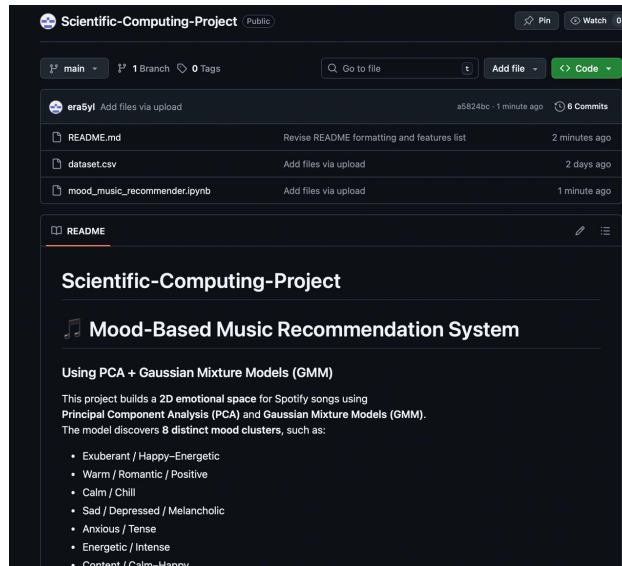 Scientific-Computing-Project Public Pin Watch 0
main 1 Branch 0 Tags Go to file t Add file Code
era5yl Add files via upload a5824bc · 1 minute ago 6 Commits
README.md Revise README formatting and features list 2 minutes ago
dataset.csv Add files via upload 2 days ago
mood_music_recommender.ipynb Add files via upload 1 minute ago
README
Scientific-Computing-Project
🎵 Mood-Based Music Recommendation System
Using PCA + Gaussian Mixture Models (GMM)
This project builds a 2D emotional space for Spotify songs using
Principal Component Analysis (PCA) and Gaussian Mixture Models (GMM).
The model discovers 8 distinct mood clusters, such as:
• Exuberant / Happy–Energetic
• Warm / Romantic / Positive
• Calm / Chill
• Sad / Depressed / Melancholic
• Anxious / Tense
• Energetic / Intense
• Content / Calm–Happy